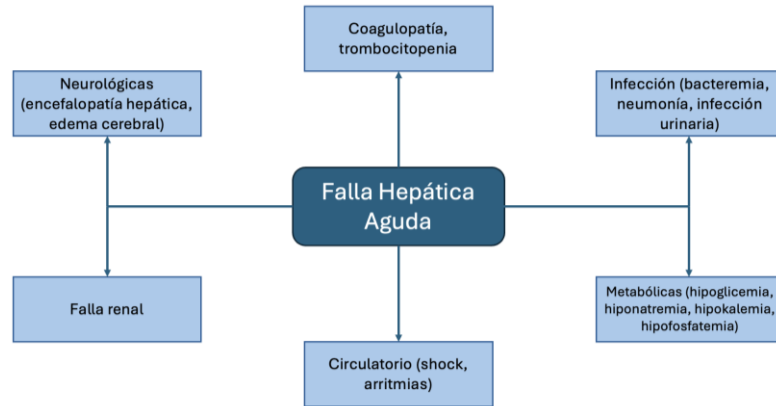 Coagulopatía,
trombocitopenia
Neurológicas
(encefalopatía hepática,
edema cerebral)
Infección (bacteremia,
neumonía, infección
urinaria)
Falla Hepática
Aguda
Falla renal
Metabólicas (hipoglicemia,
hiponatremia, hipokalemia,
hipofosfatemia)
Circulatorio (shock,
arritmias)